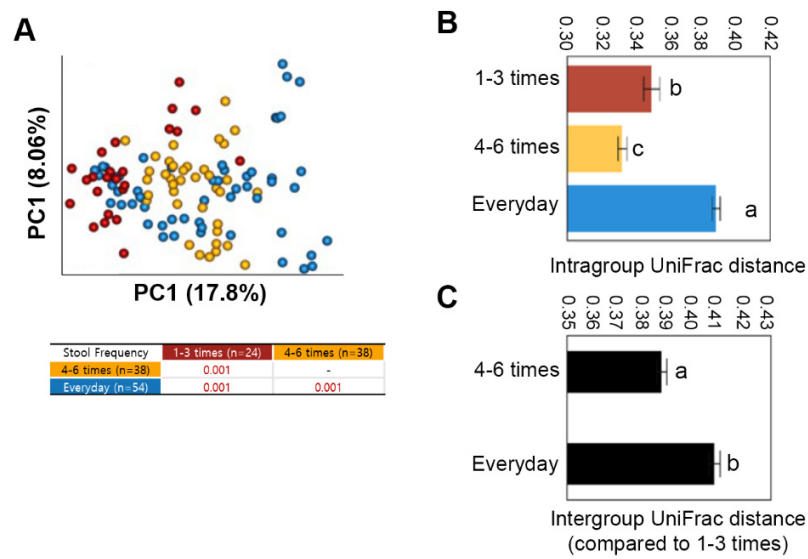 A
PC1 (8.06%)
PC1 (17.8%)
Stool Frequency 1-3 times (n=24) 4-6 times (n=38)
4-6 times (n=38) 0.001 -
Everyday (n=54) 0.001 0.001
B
0.30 0.32 0.34 0.36 0.38 0.40 0.42
1-3 times b
4-6 times c
Everyday a
Intragroup UniFrac distance
C
0.35 0.36 0.37 0.38 0.39 0.40 0.41 0.42 0.43
4-6 times a
Everyday b
Intergroup UniFrac distance
(compared to 1-3 times)